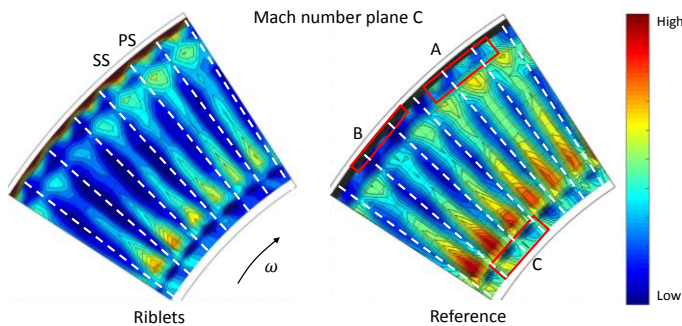 Mach number plane C
PS
SS
A
B
C
ω
High
Low
Riblets
Reference